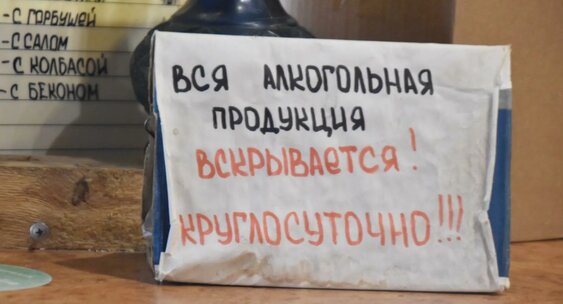 -С ГОРБУШЕЙ
-С САЛОМ
-С КОЛБАСОЙ
-С БЕКОНОМ
ВСЯ АЛКОГОЛЬНАЯ
ПРОДУКЦИЯ
ВСКРЫВАЕТСЯ!
КРУГЛОСУТОЧНО!!!